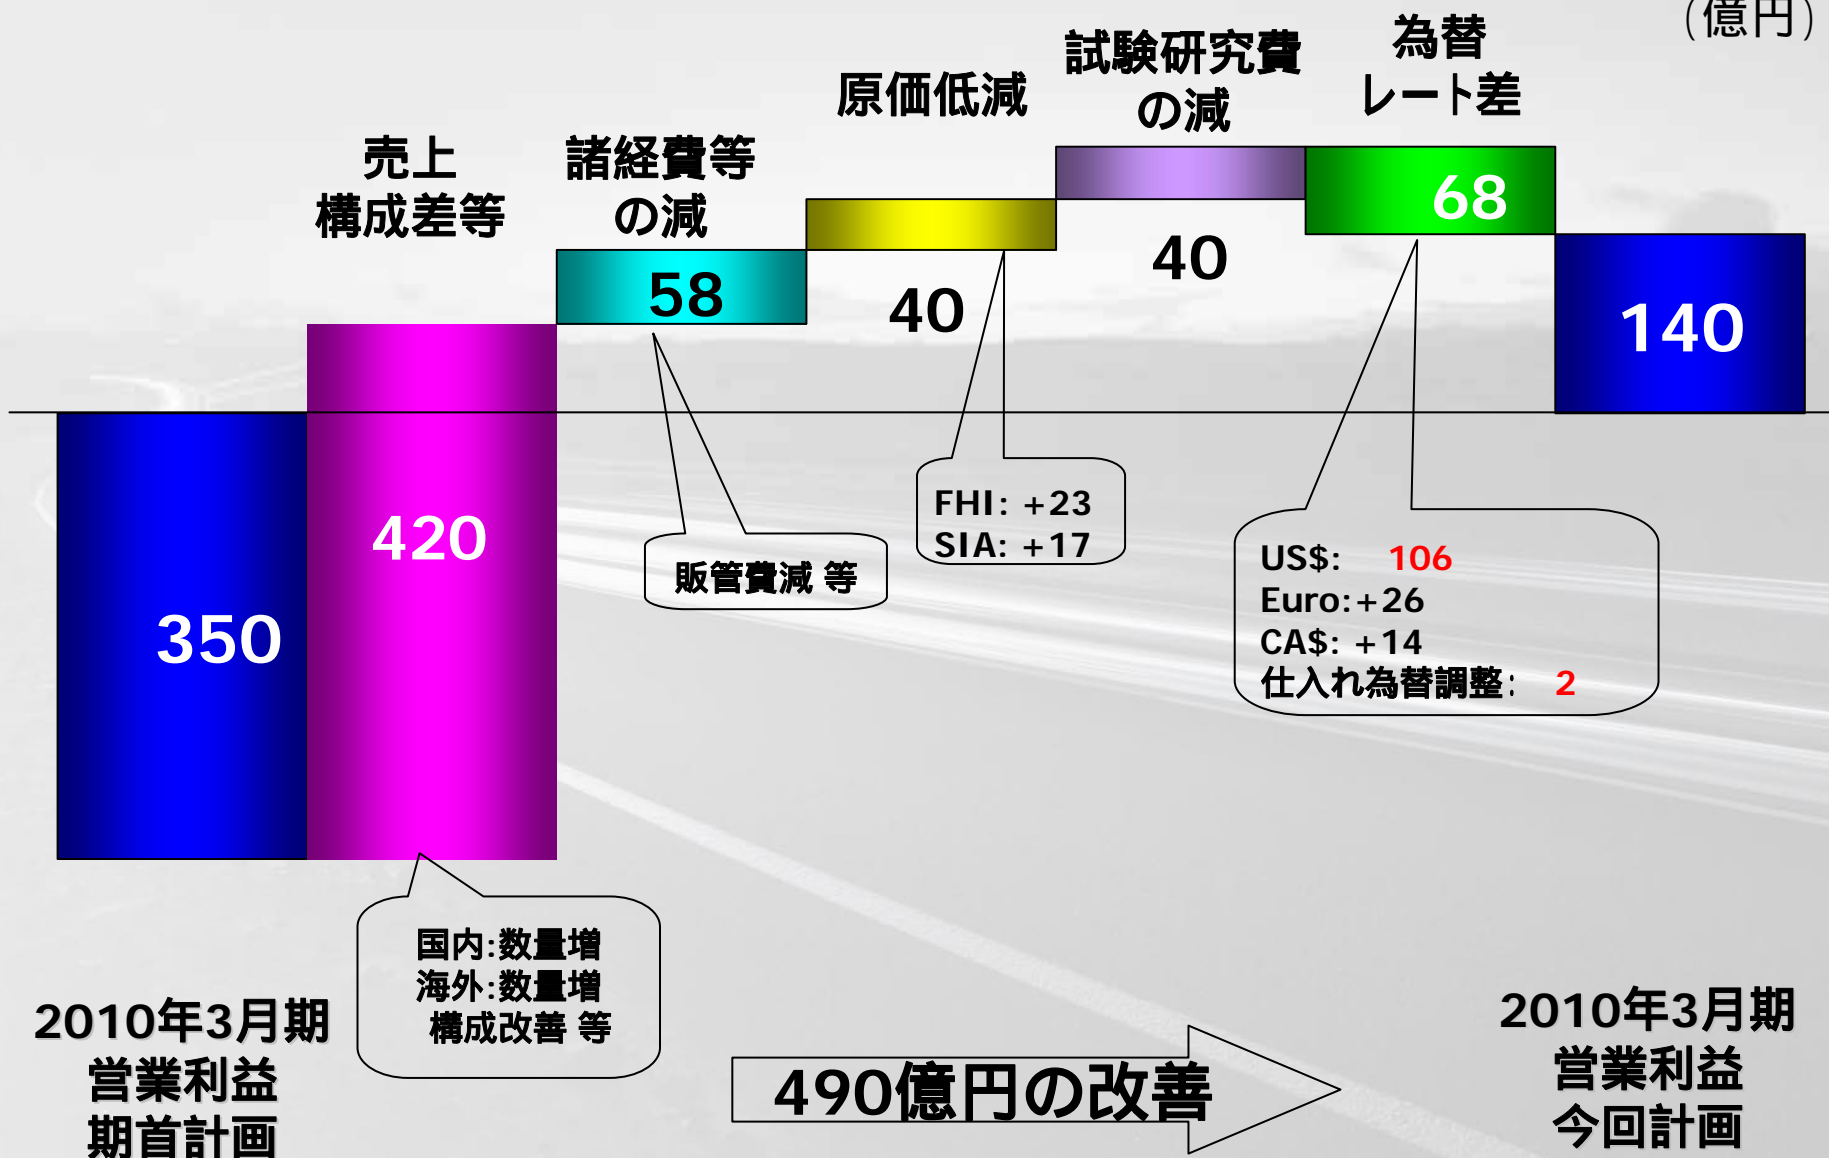 (億円)
売上
構成差等
諸経費等
の減
原価低減
試験研究費
の減
為替
レート差
350
420
58
40
40
68
140
国内:数量増
海外:数量増
構成改善 等
販管費減 等
FHI: +23
SIA: +17
US$: 106
Euro:+26
CA$: +14
仕入れ為替調整: 2
2010年3月期
営業利益
期首計画
490億円の改善
2010年3月期
営業利益
今回計画